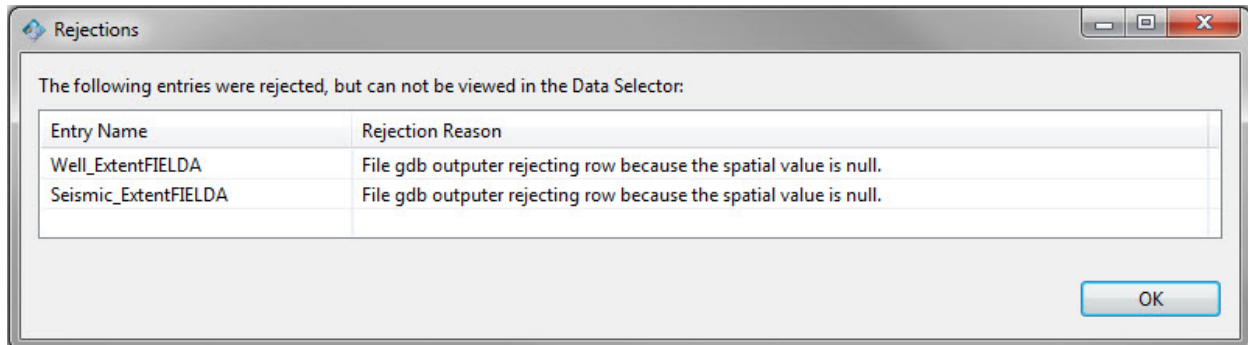 Rejections
The following entries were rejected, but can not be viewed in the Data Selector:
Entry Name Rejection Reason
Well_ExtentFIELDA File gdb outputer rejecting row because the spatial value is null.
Seismic_ExtentFIELDA File gdb outputer rejecting row because the spatial value is null.
OK